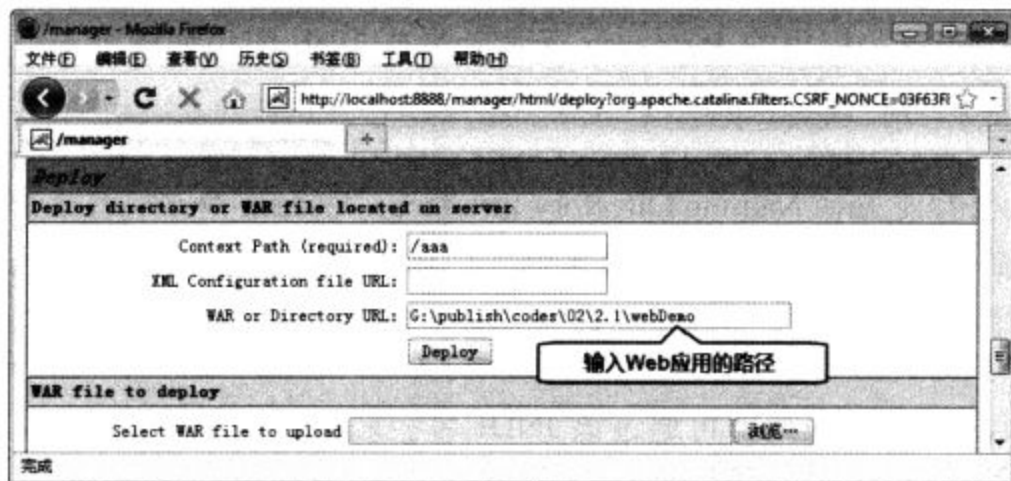 /manager - Mozilla Firefox
文件(F) 编辑(E) 查看(V) 历史(S) 书签(B) 工具(T) 帮助(H)
http://localhost:8888/manager/html/deploy?org.apache.catalina.filters.CSRF_NONCE=03F63F
/manager
Deploy
Deploy directory or WAR file located on server
Context Path (required): /aaa
XML Configuration file URL:
WAR or Directory URL: G:\publish\codes\02\2.1\webDemo
Deploy
输入Web应用的路径
WAR file to deploy
Select WAR file to upload 浏览…
完成